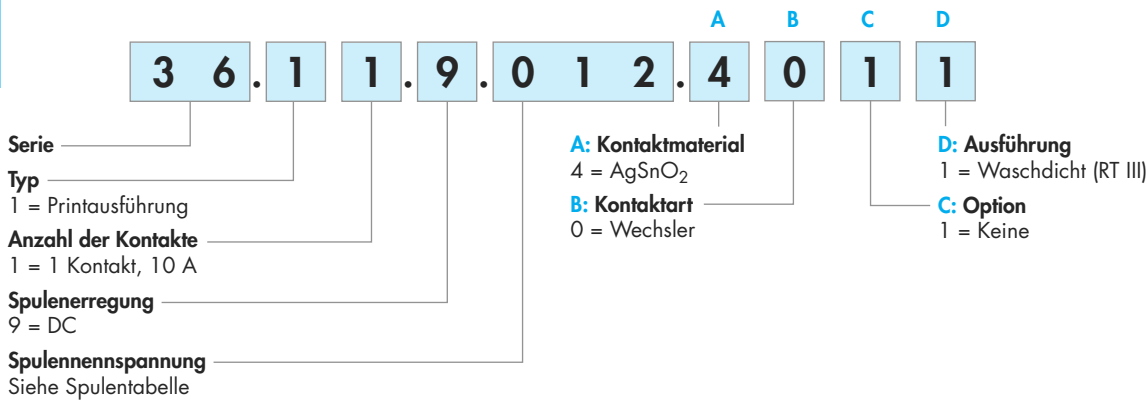 A B C D
3 6 . 1 1 . 9 . 0 1 2 . 4 0 1 1
Serie
Typ
1 = Printausführung
Anzahl der Kontakte
1 = 1 Kontakt, 10 A
Spulenerregung
9 = DC
Spulennennspannung
Siehe Spulentabelle
A: Kontaktmaterial
4 = AgSnO2
B: Kontaktart
0 = Wechsler
D: Ausführung
1 = Waschdicht (RT III)
C: Option
1 = Keine